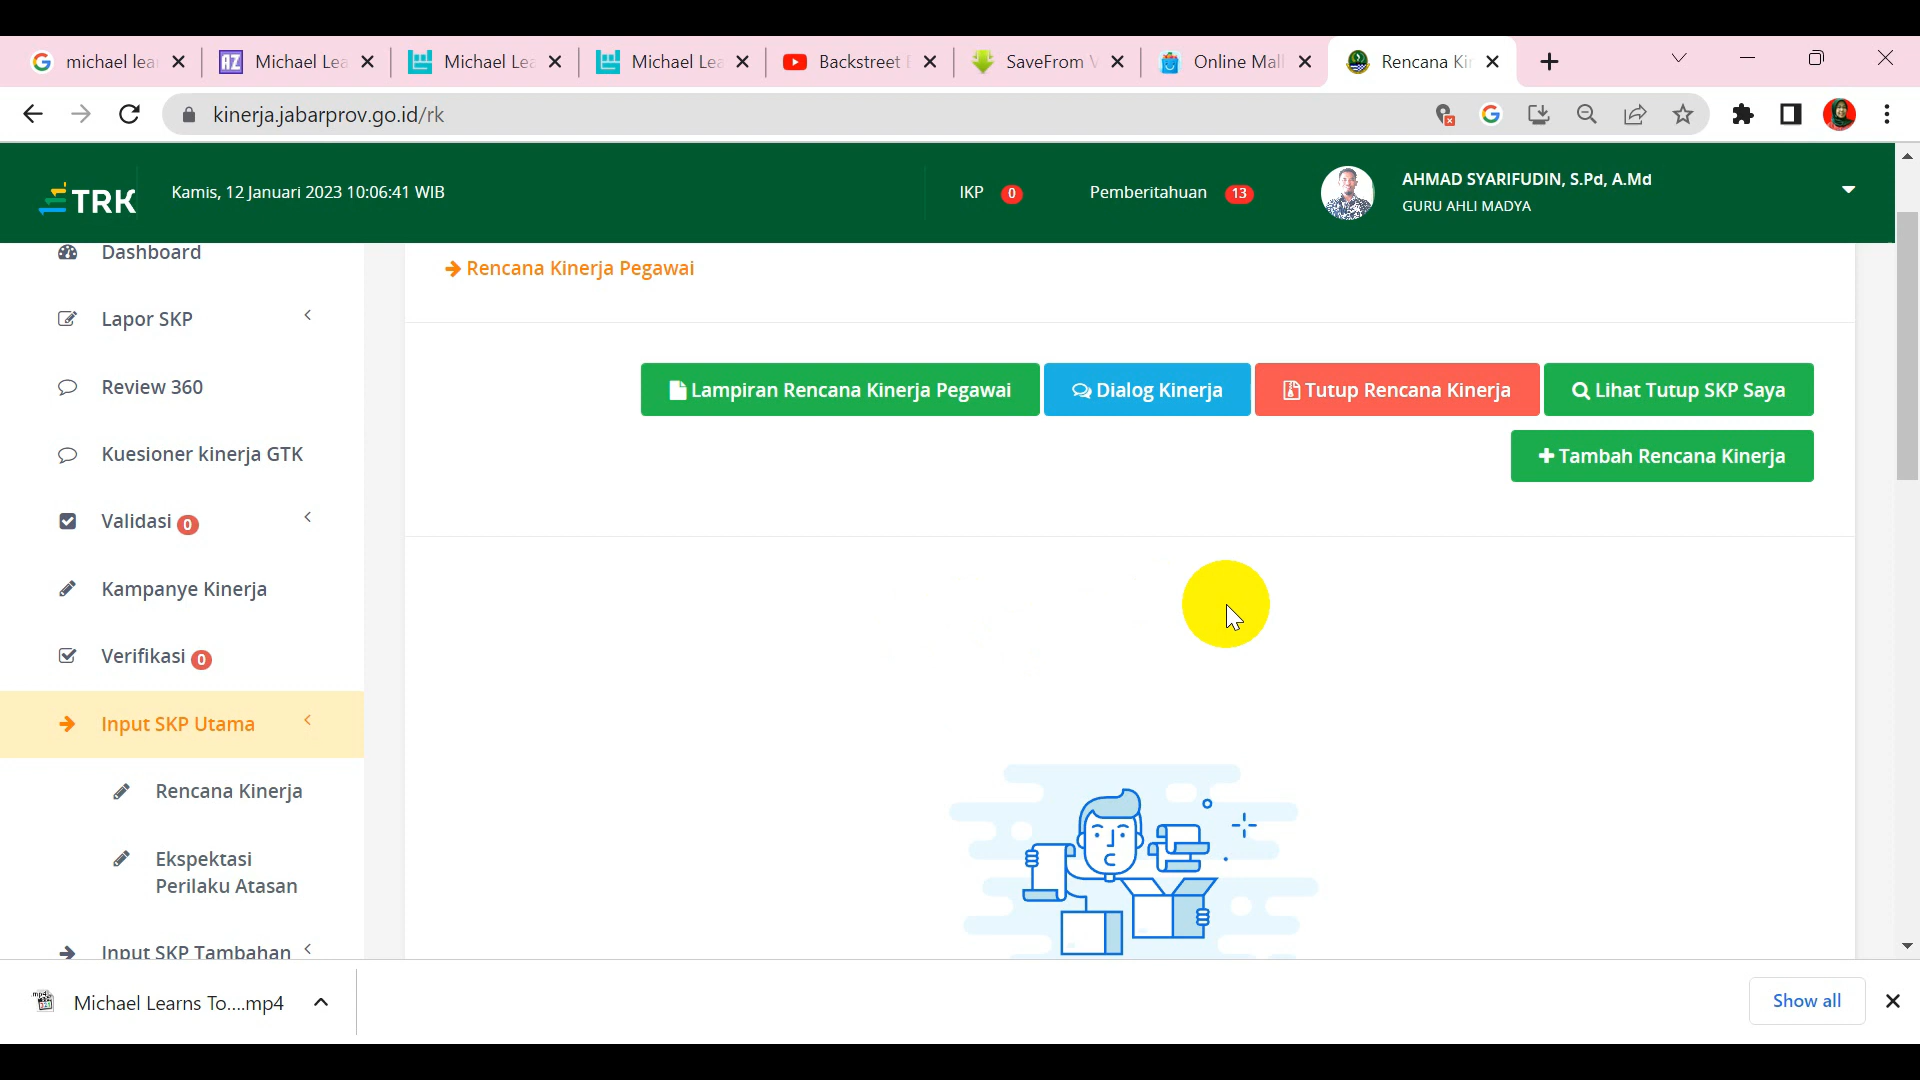 michael lea
Michael Lea
Michael Lea
Michael Lea
Backstreet
SaveFrom
Online Mall
Rencana Ki
kinerja.jabarprov.go.id/rk
TRK
Kamis, 12 Januari 2023 10:06:41 WIB
IKP 0
Pemberitahuan 13
AHMAD SYARIFUDIN, S.Pd, A.Md
GURU AHLI MADYA
Dashboard
Lapor SKP
Review 360
Kuesioner kinerja GTK
Validasi 0
Kampanye Kinerja
Verifikasi 0
Input SKP Utama
Rencana Kinerja
Ekspektasi
Perilaku Atasan
Input SKP Tambahan
Rencana Kinerja Pegawai
Lampiran Rencana Kinerja Pegawai
Dialog Kinerja
Tutup Rencana Kinerja
Lihat Tutup SKP Saya
Tambah Rencana Kinerja
Michael Learns To....mp4
Show all